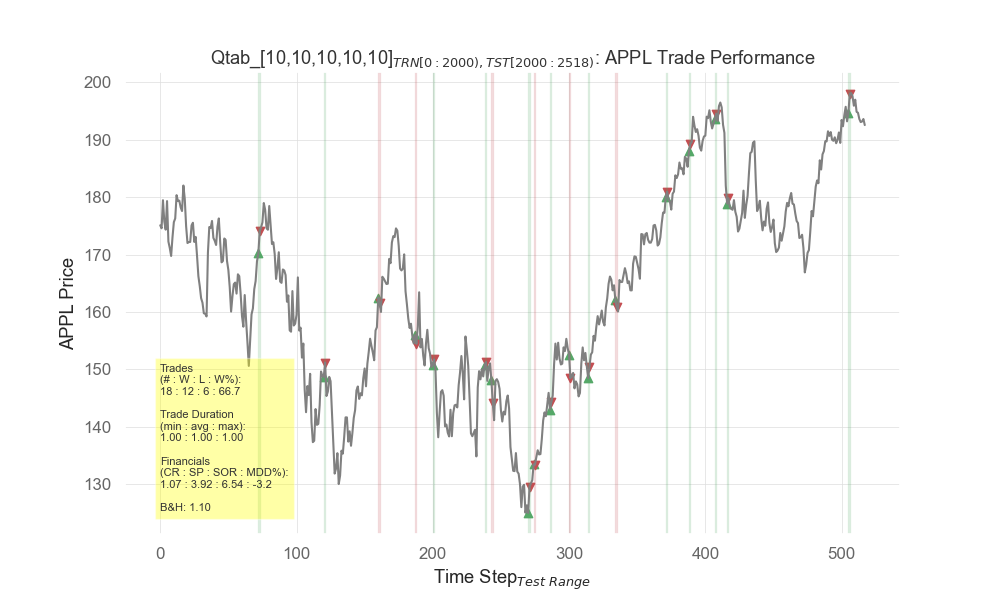 Qtab_[10,10,10,10,10]TRN[0 : 2000), TST[2000 : 2518): APPL Trade Performance
200
190
180
170
160
150
140
130
APPL Price
Trades
(# : W : L : W%):
18 : 12 : 6 : 66.7
Trade Duration
(min : avg : max):
1.00 : 1.00 : 1.00
Financials
(CR : SP : SOR : MDD%):
1.07 : 3.92 : 6.54 : -3.2
B&H: 1.10
0 100 200 300 400 500
Time StepTest Range